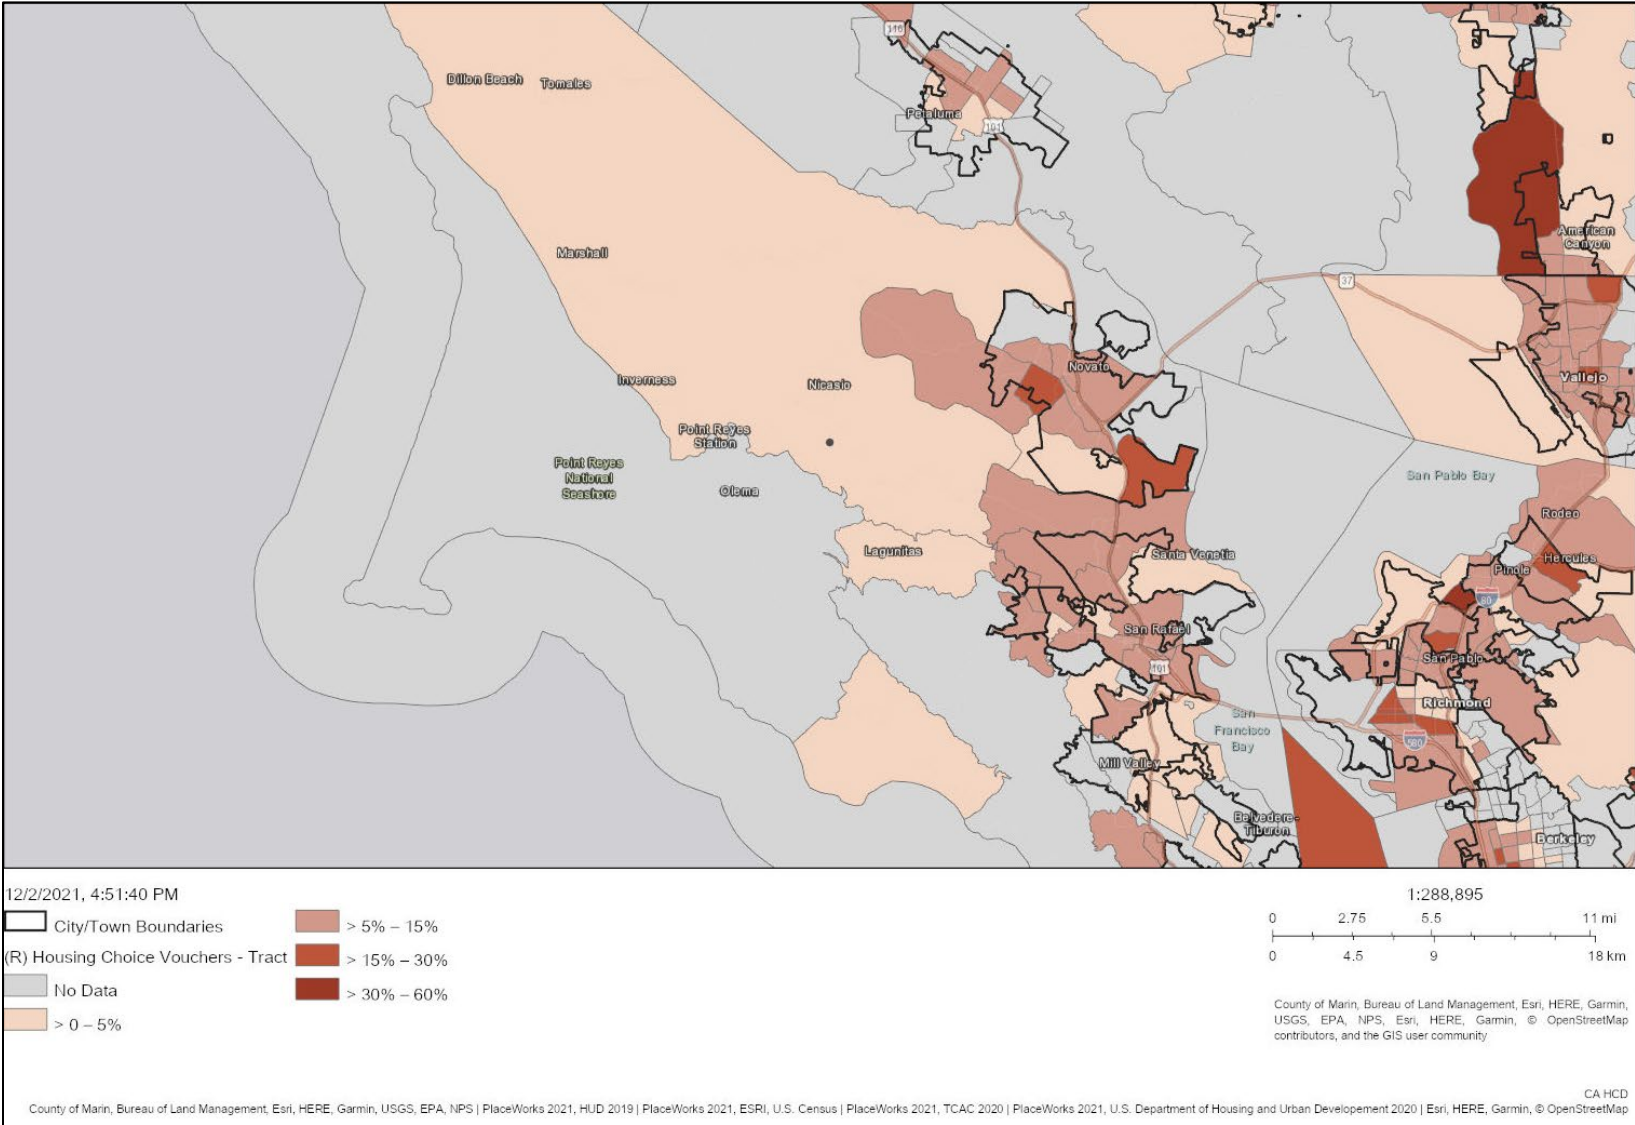 116
Dillon Beach
Tomales
Petaluma
101
Marshall
American
Canyon
37
Novato
Vallejo
Inverness
Nicasio
Point Reyes
Station
Point Reyes
National
Seashore
Olema
San Pablo Bay
Rodeo
Lagunitas
Santa Venetia
Hercules
Pinole
80
San Rafael
San Pablo
101
Richmond
San
Francisco
Bay
580
Mill Valley
Belvedere-
Tiburon
Berkeley
12/2/2021, 4:51:40 PM
City/Town Boundaries
(R) Housing Choice Vouchers - Tract
No Data
> 0 – 5%
> 5% – 15%
> 15% – 30%
> 30% – 60%
1:288,895
0 2.75 5.5 11 mi
0 4.5 9 18 km
County of Marin, Bureau of Land Management, Esri, HERE, Garmin,
USGS, EPA, NPS, Esri, HERE, Garmin, © OpenStreetMap
contributors, and the GIS user community
CA HCD
County of Marin, Bureau of Land Management, Esri, HERE, Garmin, USGS, EPA, NPS | PlaceWorks 2021, HUD 2019 | PlaceWorks 2021, ESRI, U.S. Census | PlaceWorks 2021, TCAC 2020 | PlaceWorks 2021, U.S. Department of Housing and Urban Developement 2020 | Esri, HERE, Garmin, © OpenStreetMap